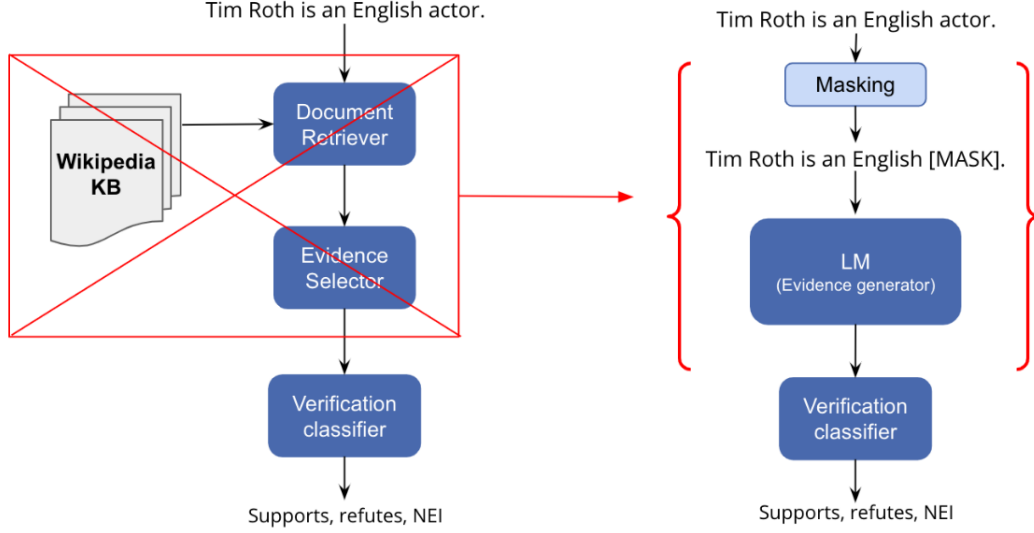 Tim Roth is an English actor.
Document
Retriever
Wikipedia
KB
Evidence
Selector
Verification
classifier
Supports, refutes, NEI
Tim Roth is an English actor.
Masking
Tim Roth is an English [MASK].
LM
(Evidence generator)
Verification
classifier
Supports, refutes, NEI